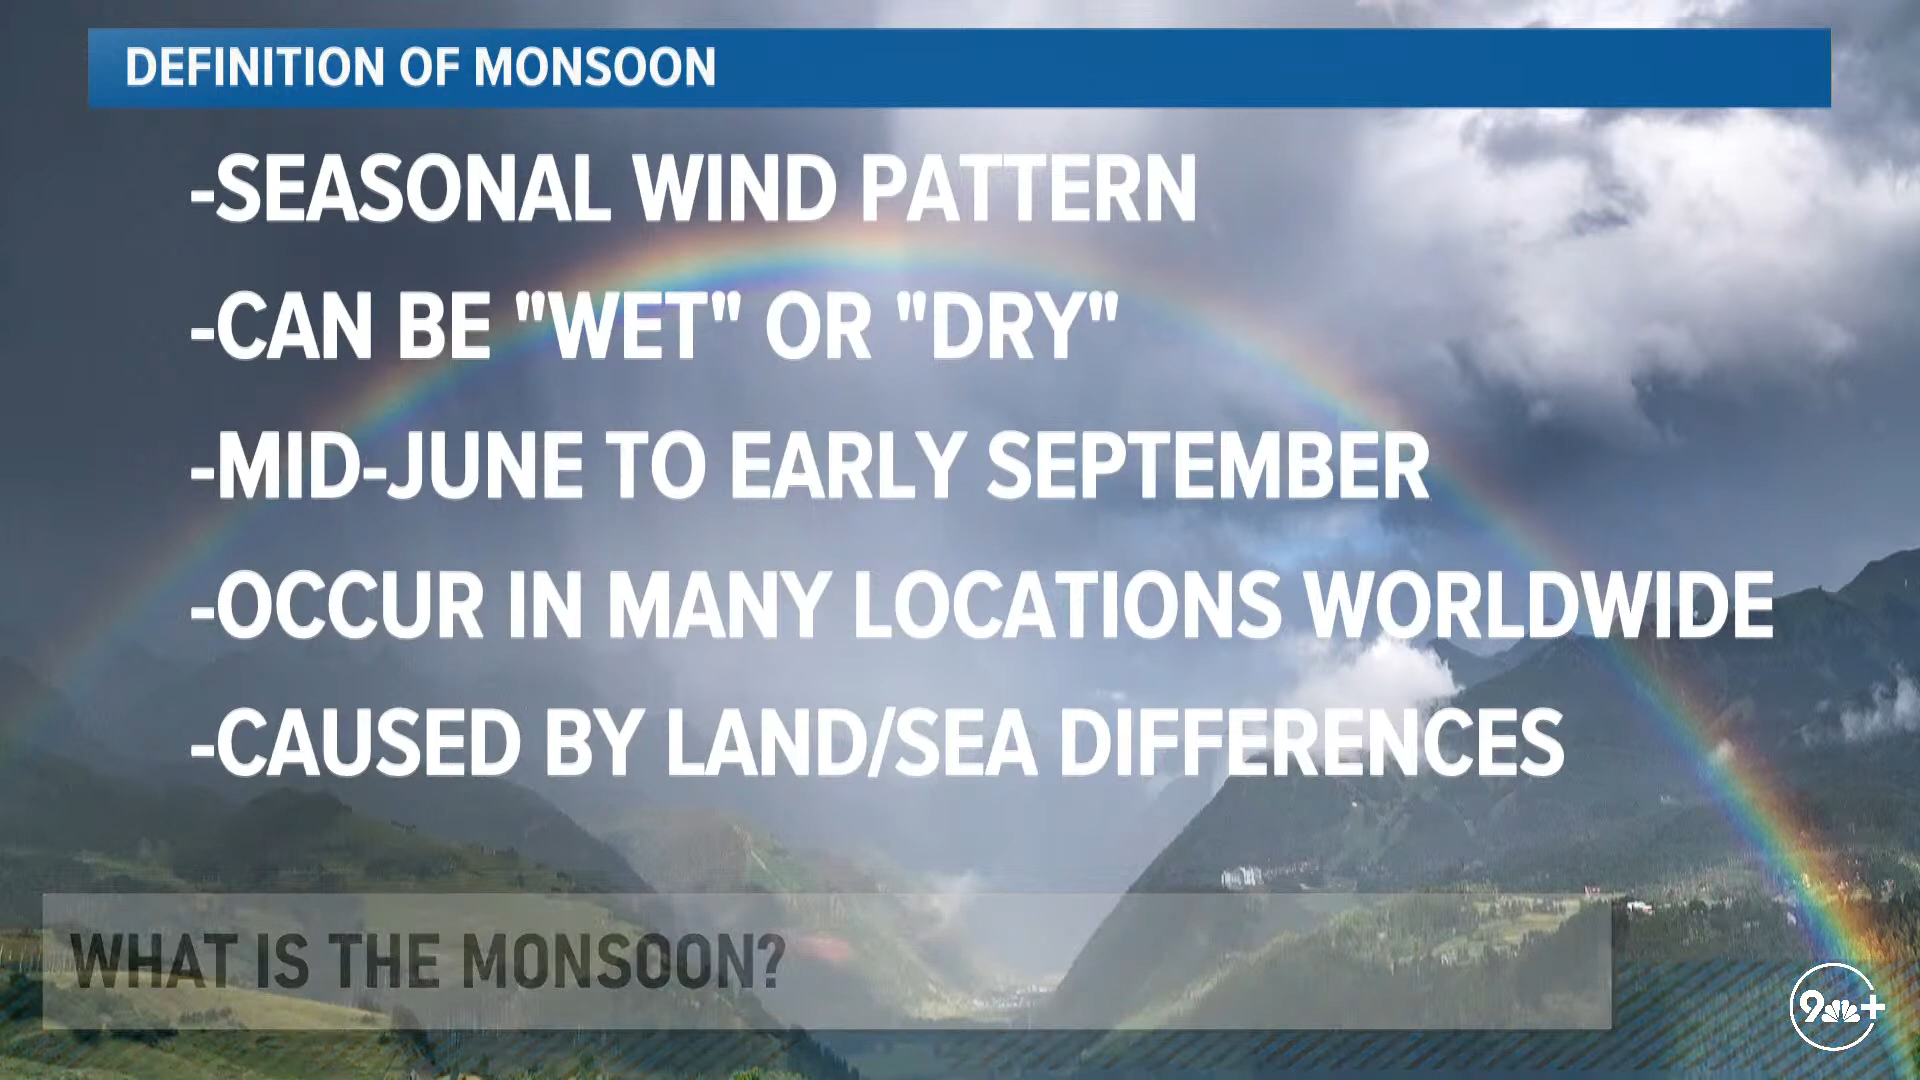 DEFINITION OF MONSOON
-SEASONAL WIND PATTERN
-CAN BE "WET" OR "DRY"
-MID-JUNE TO EARLY SEPTEMBER
-OCCUR IN MANY LOCATIONS WORLDWIDE
-CAUSED BY LAND/SEA DIFFERENCES
WHAT IS THE MONSOON?
9+